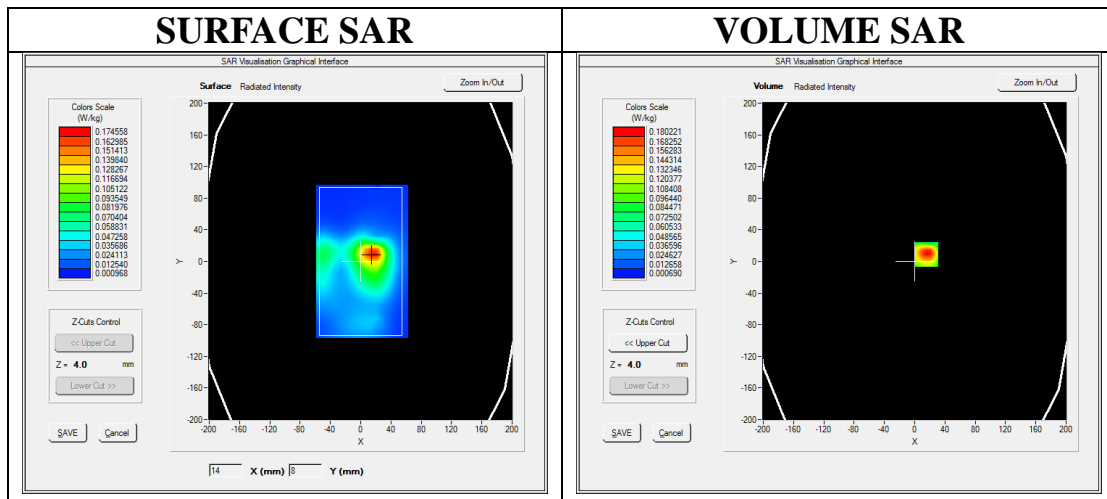 SURFACE SAR
SAR Visualisation Graphical Interface
Surface Radiated Intensity
Zoom In/Out
Colors Scale
(W/kg)
0.174558
0.162985
0.151413
0.139840
0.128267
0.116694
0.105122
0.093549
0.081976
0.070404
0.058831
0.047258
0.035686
0.024113
0.012540
0.000968
200
160
120
80
40
0
-40
-80
-120
-160
-200
Y
-200 -160 -120 -80 -40 0 40 80 120 160 200
X
Z-Cuts Control
<< Upper Cut
Z = 4.0 mm
Lower Cut >>
SAVE Cancel
14 X (mm) 8 Y (mm)
VOLUME SAR
SAR Visualisation Graphical Interface
Volume Radiated Intensity
Zoom In/Out
Colors Scale
(W/kg)
0.180221
0.168252
0.156283
0.144314
0.132346
0.120377
0.108408
0.096440
0.084471
0.072502
0.060533
0.048565
0.036596
0.024627
0.012658
0.000690
200
160
120
80
40
0
-40
-80
-120
-160
-200
Y
-200 -160 -120 -80 -40 0 40 80 120 160 200
X
Z-Cuts Control
<< Upper Cut
Z = 4.0 mm
Lower Cut >>
SAVE Cancel